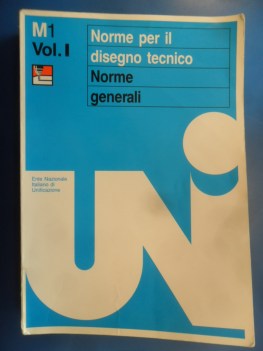 M1
Vol. I
Norme per il
disegno tecnico
Norme
generali
Ente Nazionale
Italiano di
Unificazione
UNI